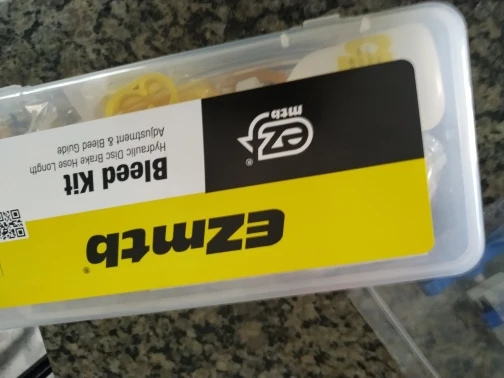 EZmtb®
Bleed Kit
Hydraulic Disc Brake Hose Length
Adjustment & Bleed Guide
eZ
mtb
®